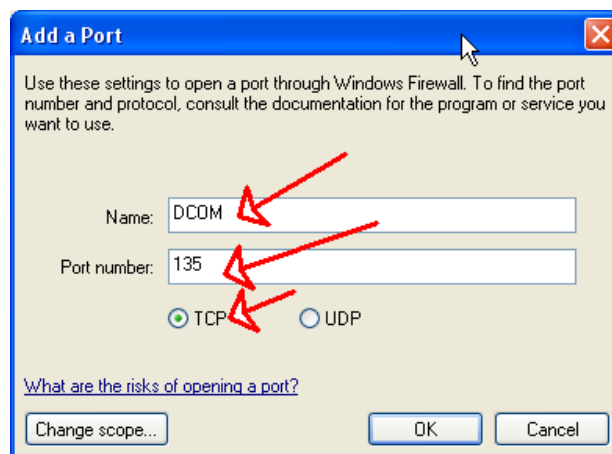 Add a Port
Use these settings to open a port through Windows Firewall. To find the port
number and protocol, consult the documentation for the program or service you
want to use.
Name: DCOM
Port number: 135
TCP UDP
What are the risks of opening a port?
Change scope... OK Cancel